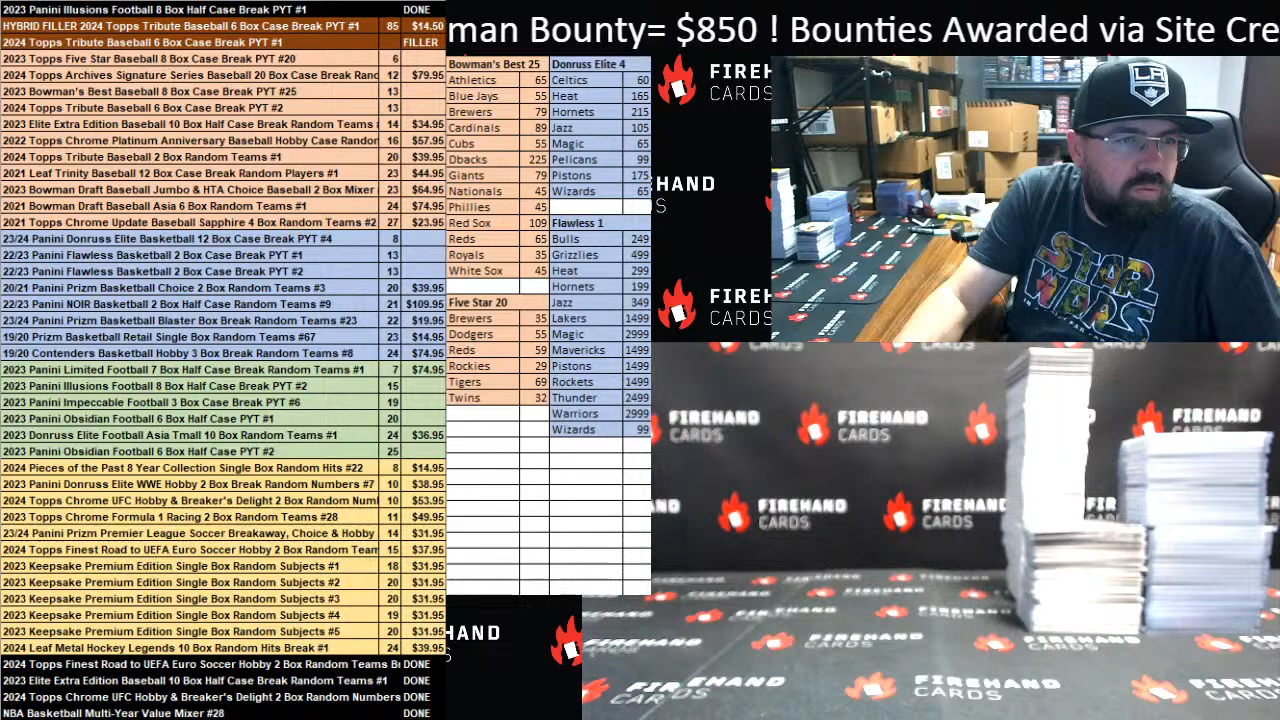 2023 Panini Illusions Football 8 Box Half Case Break PYT #1 DONE
HYBRID FILLER 2024 Topps Tribute Baseball 6 Box Case Break PYT #1 85 $14.50
2024 Topps Tribute Baseball 6 Box Case Break PYT #1 FILLER
2023 Topps Five Star Baseball 8 Box Case Break PYT #20 6
2024 Topps Archives Signature Series Baseball 20 Box Case Break Ranc 12 $79.95
2023 Bowman's Best Baseball 8 Box Case Break PYT #25 13
2024 Topps Tribute Baseball 6 Box Case Break PYT #2 13
2023 Elite Extra Edition Baseball 10 Box Half Case Break Random Teams 14 $34.95
2022 Topps Chrome Platinum Anniversary Baseball Hobby Case Randor 16 $57.95
2024 Topps Tribute Baseball 2 Box Random Teams #1 20 $39.95
2021 Leaf Trinity Baseball 12 Box Case Break Random Players #1 23 $44.95
2023 Bowman Draft Baseball Jumbo & HTA Choice Baseball 2 Box Mixer 23 $64.95
2021 Bowman Draft Baseball Asia 6 Box Random Teams #1 24 $74.95
2021 Topps Chrome Update Baseball Sapphire 4 Box Random Teams #2 27 $23.95
23/24 Panini Donruss Elite Basketball 12 Box Case Break PYT #4 8
22/23 Panini Flawless Basketball 2 Box Case Break PYT #1 13
22/23 Panini Flawless Basketball 2 Box Case Break PYT #2 13
20/21 Panini Prizm Basketball Choice 2 Box Random Teams #3 20 $39.95
22/23 Panini NOIR Basketball 2 Box Half Case Random Teams #9 21 $109.95
23/24 Panini Prizm Basketball Blaster Box Break Random Teams #23 22 $19.95
19/20 Prizm Basketball Retail Single Box Random Teams #67 23 $14.95
19/20 Contenders Basketball Hobby 3 Box Break Random Teams #8 24 $74.95
2023 Panini Limited Football 7 Box Half Case Break Random Teams #1 7 $74.95
2023 Panini Illusions Football 8 Box Half Case Break PYT #2 15
2023 Panini Impeccable Football 3 Box Case Break PYT #6 19
2023 Panini Obsidian Football 6 Box Half Case PYT #1 20
2023 Donruss Elite Football Asia Tmall 10 Box Random Teams #1 24 $36.95
2023 Panini Obsidian Football 6 Box Half Case PYT #2 25
2024 Pieces of the Past 8 Year Collection Single Box Random Hits #22 8 $14.95
2023 Panini Donruss Elite WWE Hobby 2 Box Break Random Numbers #7 10 $38.95
2024 Topps Chrome UFC Hobby & Breaker's Delight 2 Box Random Numl 10 $53.95
2023 Topps Chrome Formula 1 Racing 2 Box Random Teams #28 11 $49.95
23/24 Panini Prizm Premier League Soccer Breakaway, Choice & Hobby 14 $31.95
2024 Topps Finest Road to UEFA Euro Soccer Hobby 2 Box Random Team 15 $37.95
2023 Keepsake Premium Edition Single Box Random Subjects #1 18 $31.95
2023 Keepsake Premium Edition Single Box Random Subjects #2 20 $31.95
2023 Keepsake Premium Edition Single Box Random Subjects #3 20 $31.95
2023 Keepsake Premium Edition Single Box Random Subjects #4 19 $31.95
2023 Keepsake Premium Edition Single Box Random Subjects #5 20 $31.95
2024 Leaf Metal Hockey Legends 10 Box Random Hits Break #1 24 $39.95
2024 Topps Finest Road to UEFA Euro Soccer Hobby 2 Box Random Teams Bi DONE
2023 Elite Extra Edition Baseball 10 Box Half Case Break Random Teams #1 DONE
2024 Topps Chrome UFC Hobby & Breaker's Delight 2 Box Random Numbers DONE
NBA Basketball Multi-Year Value Mixer #28 DONE
man Bounty= $850 ! Bounties Awarded via Site Cre
Bowman's Best 25
Athletics 65
Blue Jays 55
Brewers 79
Cardinals 89
Cubs 55
Dbacks 225
Giants 79
Nationals 45
Phillies 45
Red Sox 109
Reds 65
Royals 35
White Sox 45
Five Star 20
Brewers 35
Dodgers 55
Reds 59
Rockies 29
Tigers 69
Twins 32
Donruss Elite 4
Celtics 60
Heat 165
Hornets 215
Jazz 105
Magic 65
Pelicans 99
Pistons 175
Wizards 65
Flawless 1
Bulls 249
Grizzlies 499
Heat 299
Hornets 199
Jazz 349
Lakers 1499
Magic 2999
Mavericks 1499
Pistons 1499
Rockets 1499
Thunder 2499
Warriors 2999
Wizards 99
FIREH
CARDS
EHAND
S
FIREH
CARDS
HAND
LA
STAR
WARS
FIREHAND
CARDS
FIREHAND
CARDS
FIREHAND
CARDS
FIREHAND
CARDS